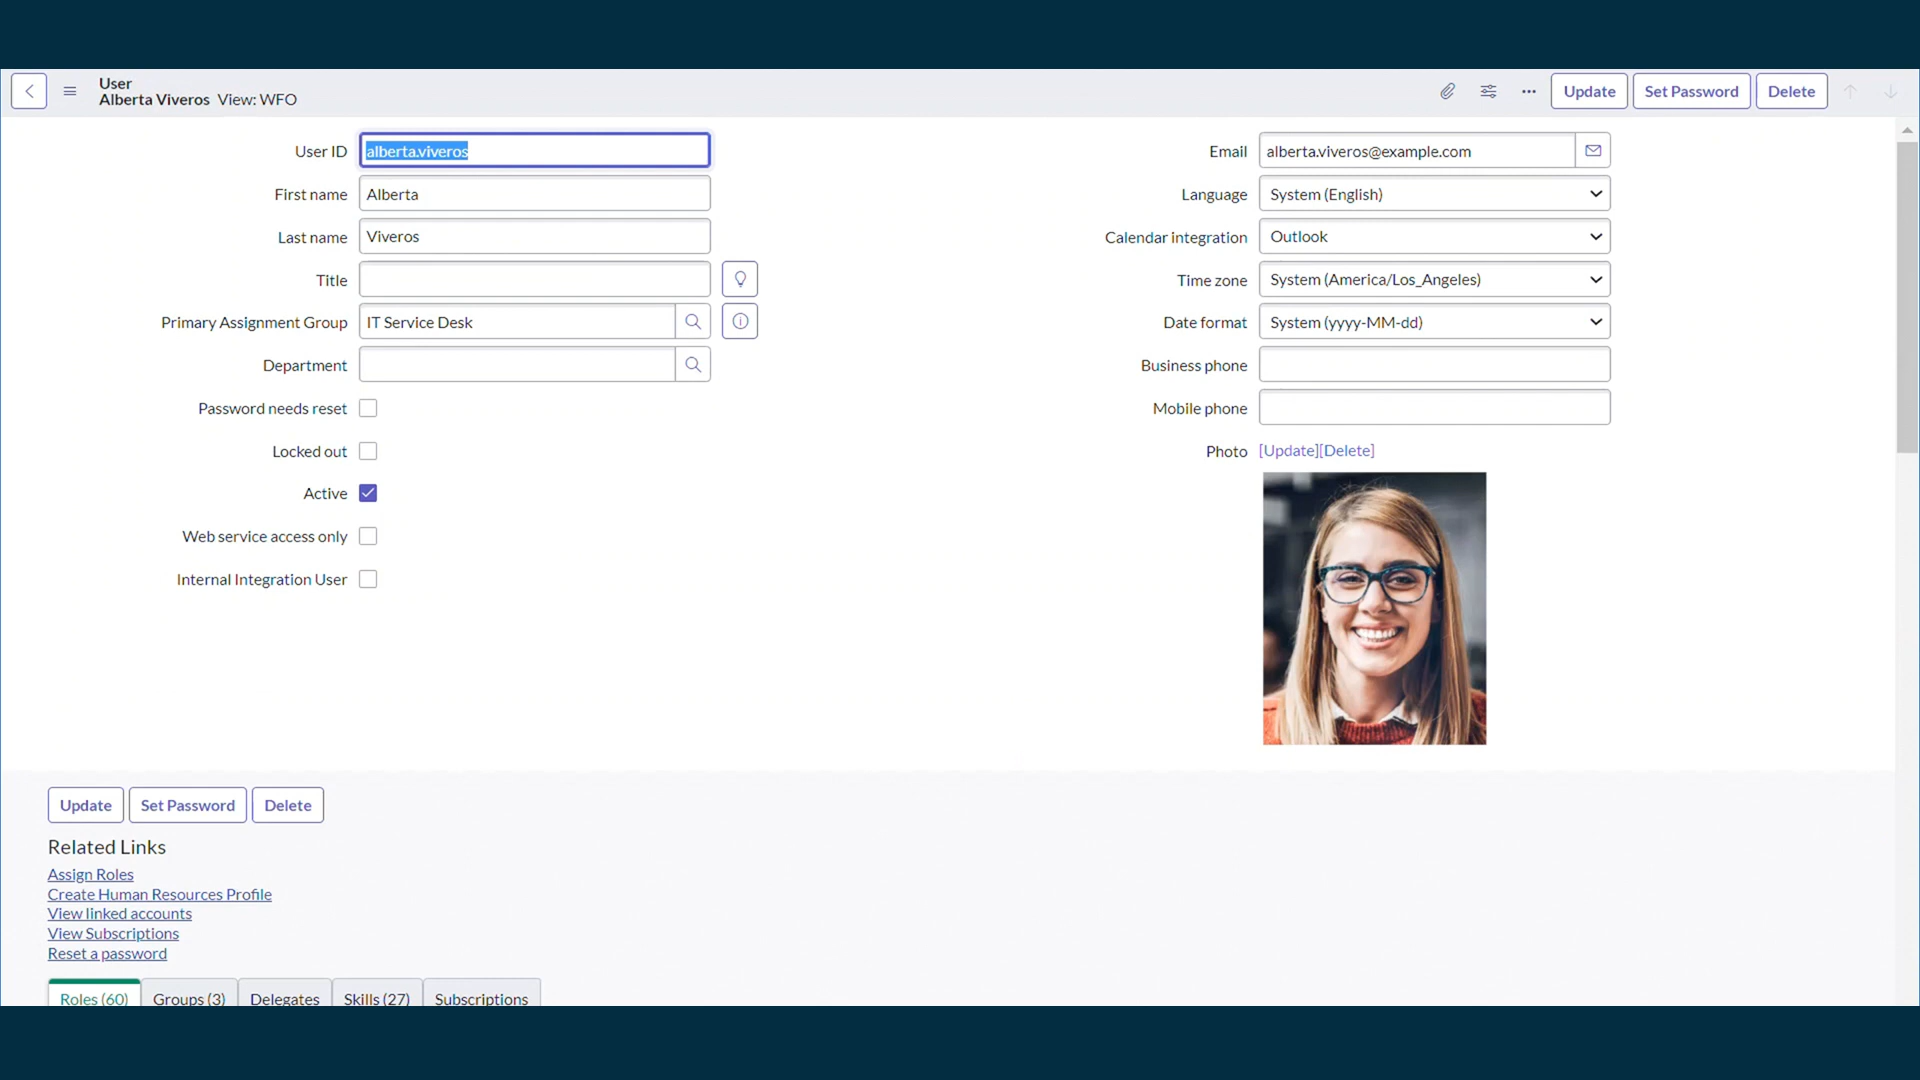 User
Alberta Viveros View: WFO
Update
Set Password
Delete
User ID
alberta.viveros
First name
Alberta
Last name
Viveros
Title
Primary Assignment Group
IT Service Desk
Department
Password needs reset
Locked out
Active
Web service access only
Internal Integration User
Email
alberta.viveros@example.com
Language
System (English)
Calendar integration
Outlook
Time zone
System (America/Los_Angeles)
Date format
System (yyyy-MM-dd)
Business phone
Mobile phone
Photo
[Update][Delete]
Update
Set Password
Delete
Related Links
Assign Roles
Create Human Resources Profile
View linked accounts
View Subscriptions
Reset a password
Roles (60)
Groups (3)
Delegates
Skills (27)
Subscriptions